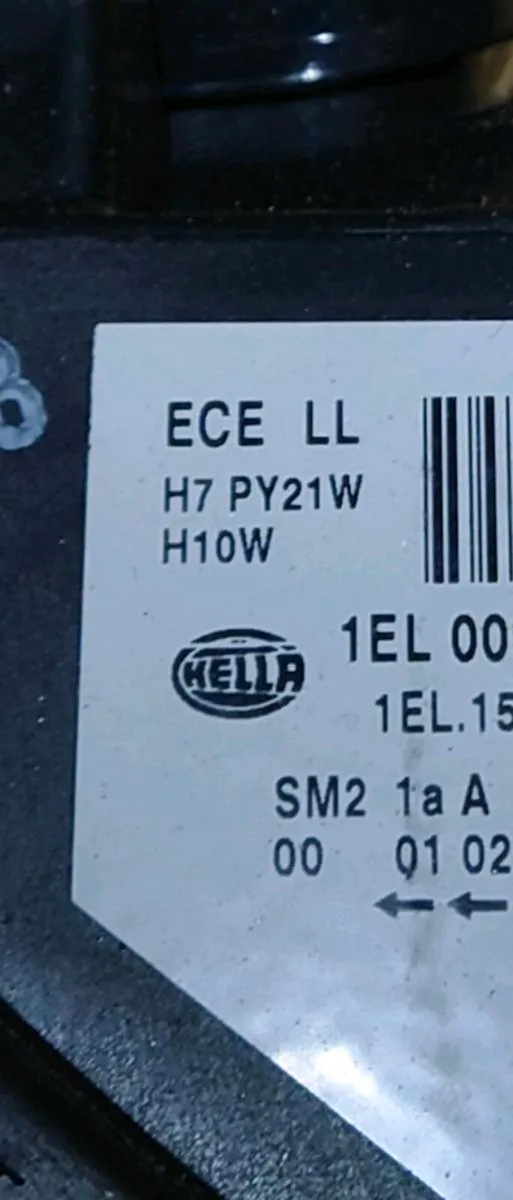 ECE LL
H7 PY21W
H10W
HELLA
1EL 00
1EL.15
SM2 1a A
00 01 02